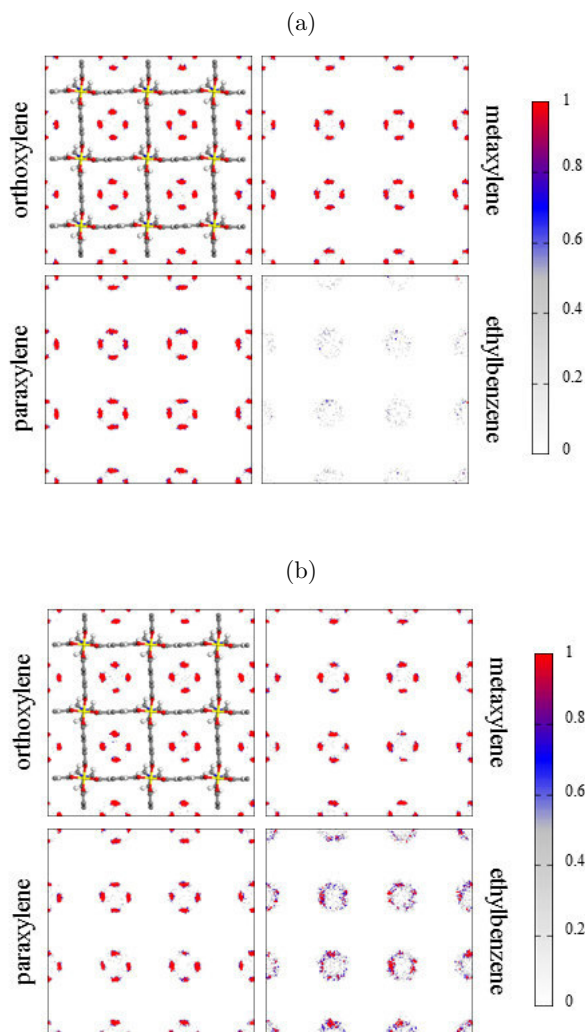 (a)
orthoxylene
metaxylene
paraxylene
ethylbenzene
1
0.8
0.6
0.4
0.2
0
(b)
orthoxylene
metaxylene
paraxylene
ethylbenzene
1
0.8
0.6
0.4
0.2
0